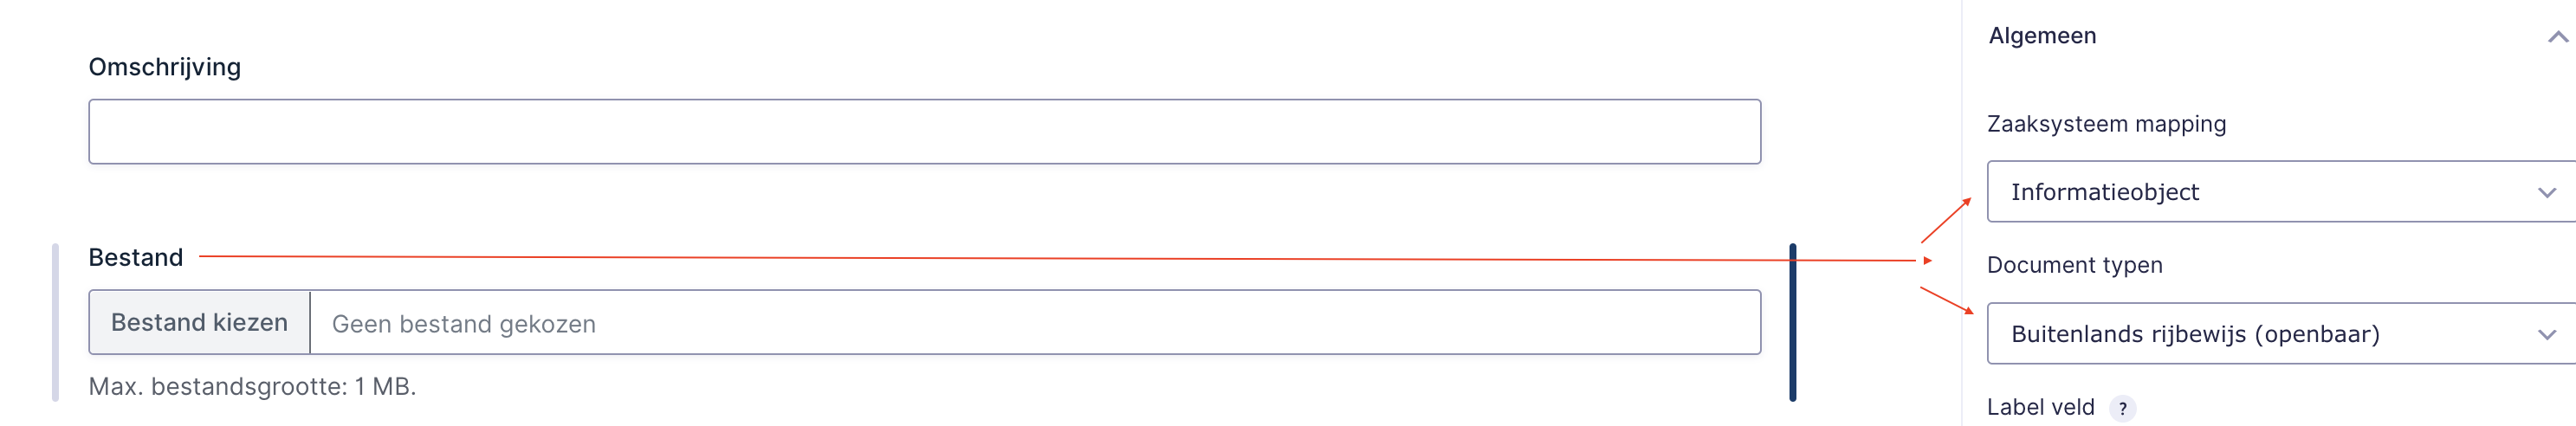 Omschrijving
Bestand
Bestand kiezen
Geen bestand gekozen
Max. bestandsgrootte: 1 MB.
Algemeen
Zaaksysteem mapping
Informatieobject
Document typen
Buitenlands rijbewijs (openbaar)
Label veld ?